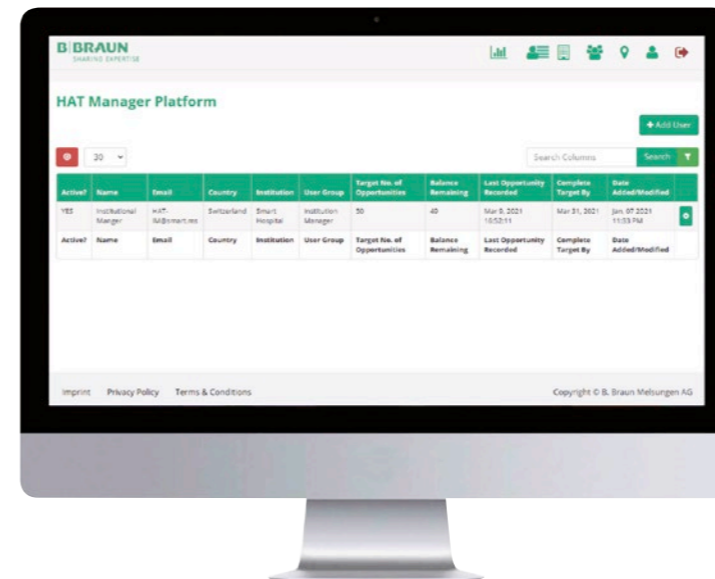 B BRAUN
SHARING EXPERTISE
HAT Manager Platform
+ Add User
30
Search Columns
Search
Active? Name Email Country Institution User Group Target No. of Opportunities Balance Remaining Last Opportunity Recorded Complete Target By Date Added/Modified
YES Institutional Manger HAT- Switzerland Smart Hospital Institution Manager 50 40 Mar 9, 2021 10:52:11 Mar 31, 2021 Jan, 07 2021 11:53 PM
Active? Name Email Country Institution User Group Target No. of Opportunities Balance Remaining Last Opportunity Recorded Complete Target By Date Added/Modified
Imprint Privacy Policy Terms & Conditions Copyright © B. Braun Melsungen AG